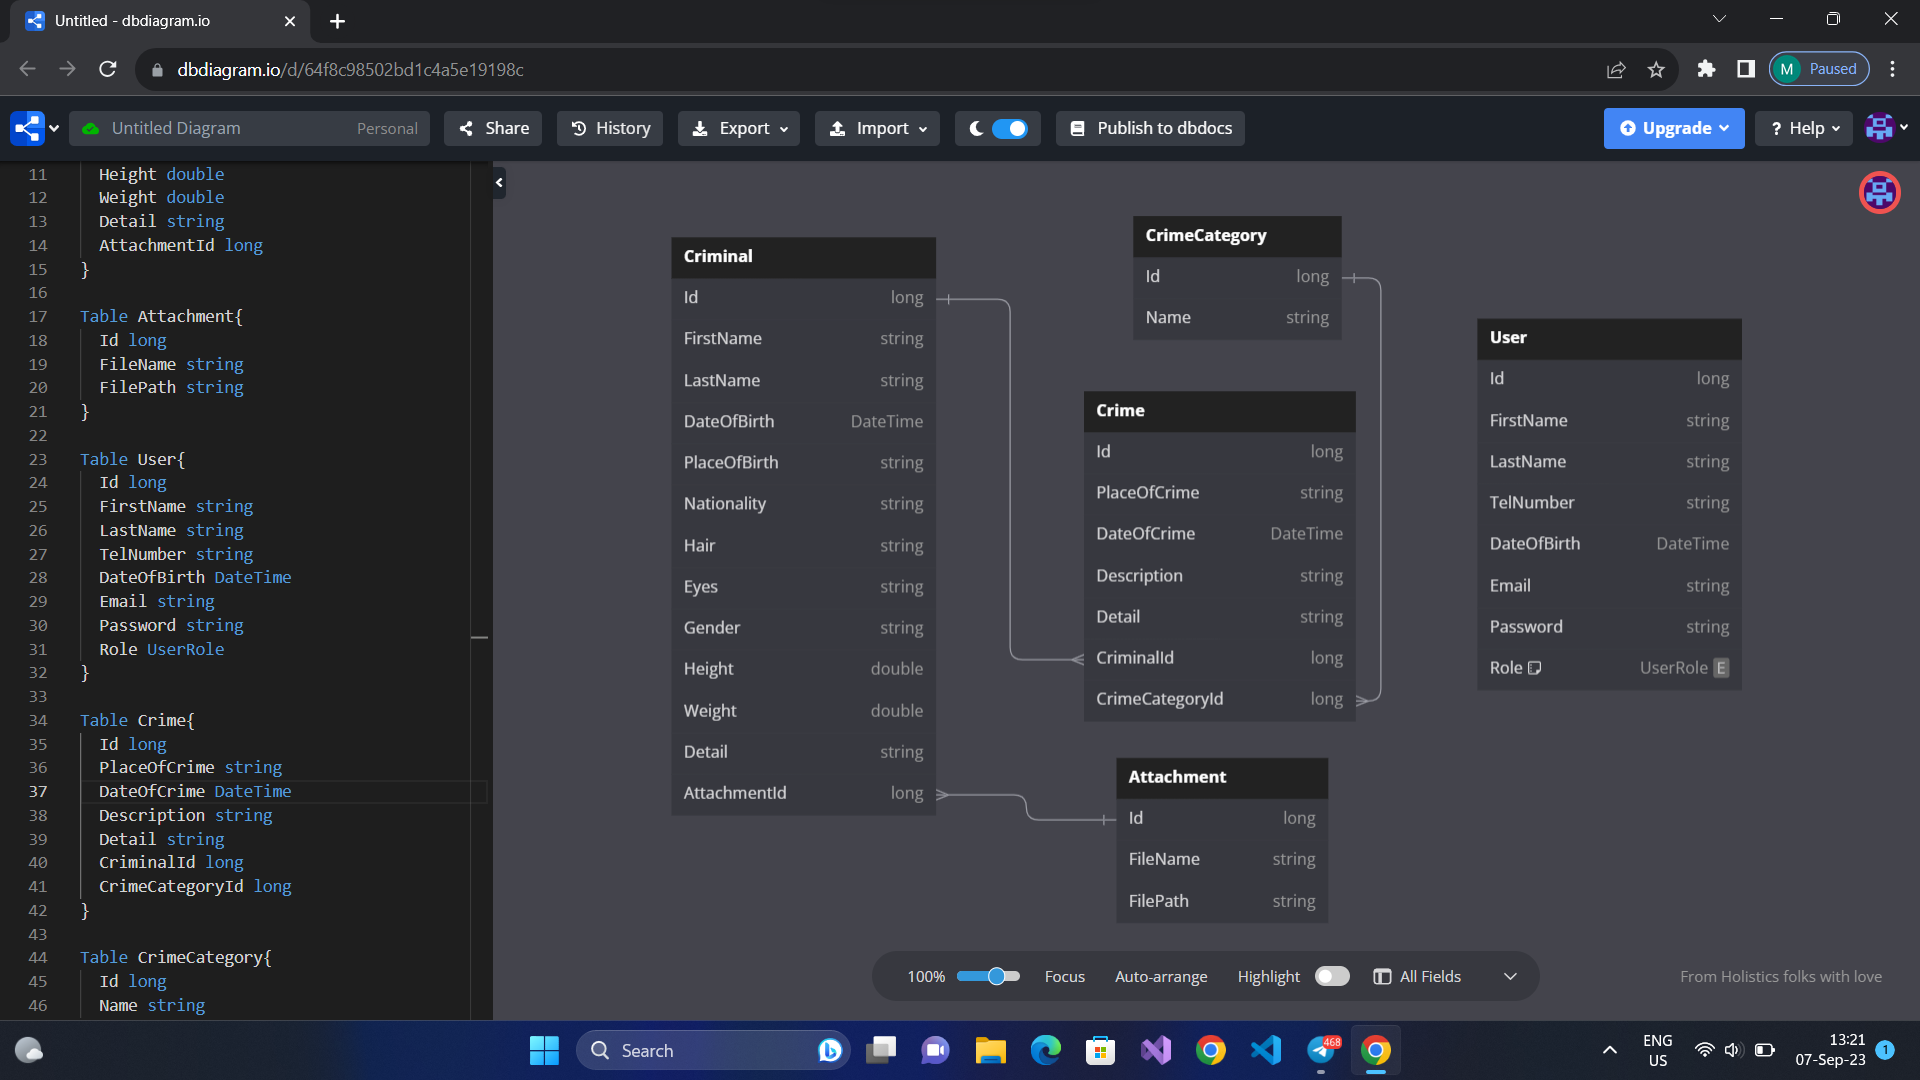 Untitled - dbdiagram.io
dbdiagram.io/d/64f8c98502bd1c4a5e19198c
M Paused
Untitled Diagram Personal
Share
History
Export
Import
Publish to dbdocs
Upgrade
? Help
11 Height double
12 Weight double
13 Detail string
14 AttachmentId long
15 }
16
17 Table Attachment{
18 Id long
19 FileName string
20 FilePath string
21 }
22
23 Table User{
24 Id long
25 FirstName string
26 LastName string
27 TelNumber string
28 DateOfBirth DateTime
29 Email string
30 Password string
31 Role UserRole
32 }
33
34 Table Crime{
35 Id long
36 PlaceOfCrime string
37 DateOfCrime DateTime
38 Description string
39 Detail string
40 CriminalId long
41 CrimeCategoryId long
42 }
43
44 Table CrimeCategory{
45 Id long
46 Name string
Criminal
Id long
FirstName string
LastName string
DateOfBirth DateTime
PlaceOfBirth string
Nationality string
Hair string
Eyes string
Gender string
Height double
Weight double
Detail string
AttachmentId long
CrimeCategory
Id long
Name string
Crime
Id long
PlaceOfCrime string
DateOfCrime DateTime
Description string
Detail string
CriminalId long
CrimeCategoryId long
Attachment
Id long
FileName string
FilePath string
User
Id long
FirstName string
LastName string
TelNumber string
DateOfBirth DateTime
Email string
Password string
Role UserRole E
100% Focus Auto-arrange Highlight All Fields
From Holistics folks with love
Search
468
ENG
US
13:21
07-Sep-23
1